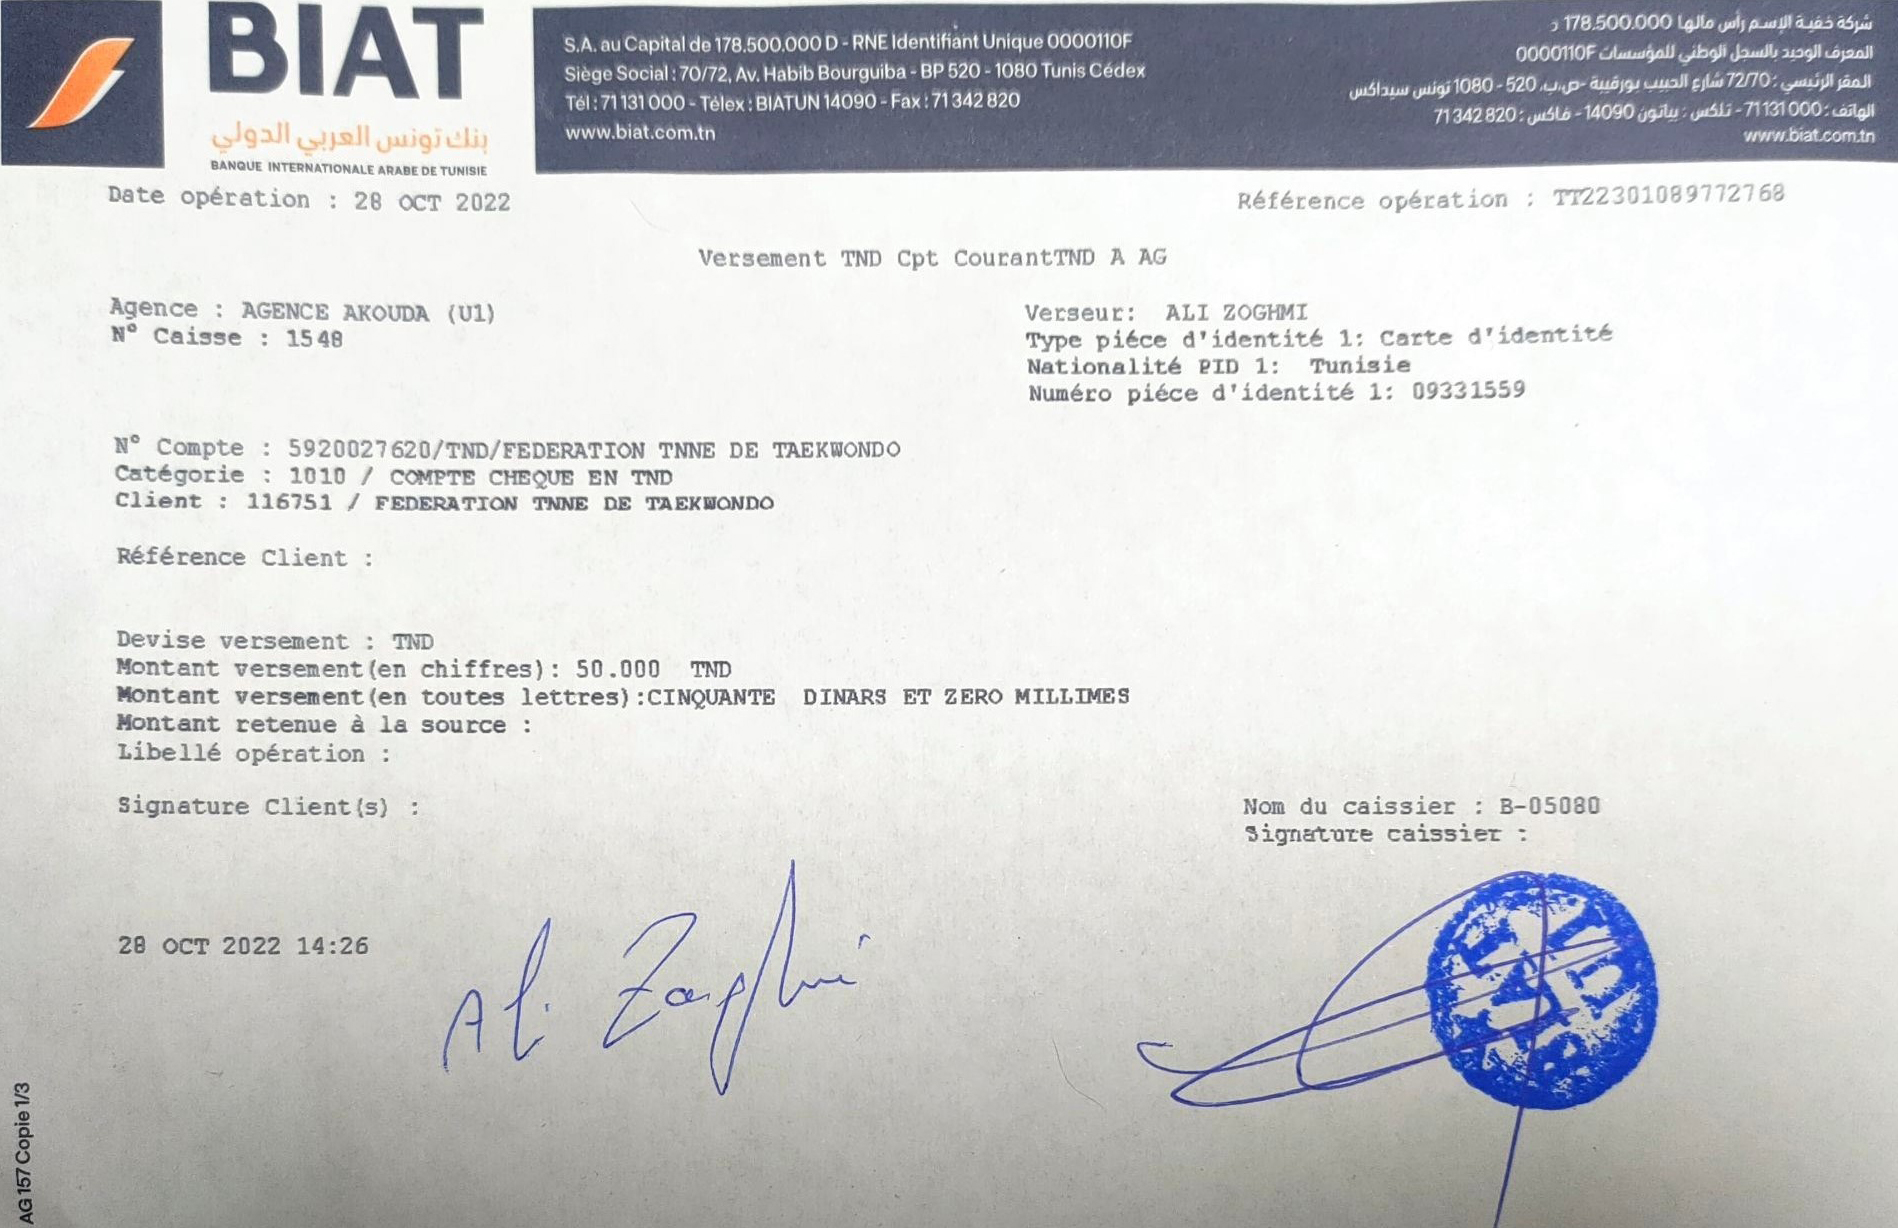 BIAT
بنك تونس العربي الدولي
BANQUE INTERNATIONALE ARABE DE TUNISIE
S.A. au Capital de 178.500.000 D - RNE Identifiant Unique 0000110F
Siège Social : 70/72, Av. Habib Bourguiba - BP 520 - 1080 Tunis Cédex
Tél : 71 131 000 - Télex : BIATUN 14090 - Fax : 71 342 820
www.biat.com.tn
شركة خفية الإسم رأس مالها 178.500.000 د
المعرف الوحيد بالسجل الوطني للمؤسسات 0000110F
المقر الرئيسي : 72/70 شارع الحبيب بورقيبة -ص.ب. 520 - 1080 تونس سيداكس
الهاتف : 71131000 - تلكس : بياتون 14090 - فاكس : 71 342 820
www.biat.com.tn
Date opération : 28 OCT 2022
Référence opération : TT22301089772768
Versement TND Cpt CourantTND A AG
Agence : AGENCE AKOUDA (U1)
N° Caisse : 1548
Verseur: ALI ZOGHMI
Type piéce d'identité 1: Carte d'identité
Nationalité PID 1: Tunisie
Numéro piéce d'identité 1: 09331559
N° Compte : 5920027620/TND/FEDERATION TNNE DE TAEKWONDO
Catégorie : 1010 / COMPTE CHEQUE EN TND
Client : 116751 / FEDERATION TNNE DE TAEKWONDO
Référence Client :
Devise versement : TND
Montant versement(en chiffres): 50.000 TND
Montant versement(en toutes lettres):CINQUANTE DINARS ET ZERO MILLIMES
Montant retenue à la source :
Libellé opération :
Signature Client(s) :
Nom du caissier : B-05080
Signature caissier :
28 OCT 2022 14:26
Ali Zoghmi
AG 157 Copie 1/3